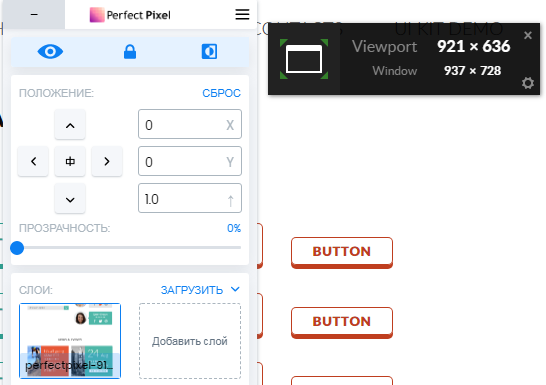 Perfect Pixel
CONTACTS
UI KIT DEMO
Viewport 921 × 636
Window 937 × 728
ПОЛОЖЕНИЕ:
СБРОС
0 X
0 Y
1.0 ↑
ПРОЗРАЧНОСТЬ:
0%
BUTTON
СЛОИ:
ЗАГРУЗИТЬ
BUTTON
Добавить слой
perfectpixel-91...